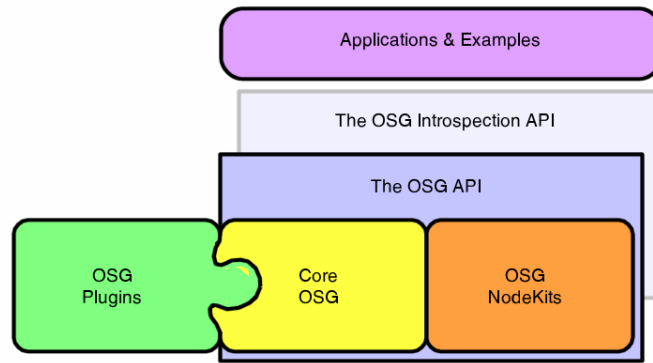 Applications & Examples
The OSG Introspection API
The OSG API
OSG
Plugins
Core
OSG
OSG
NodeKits